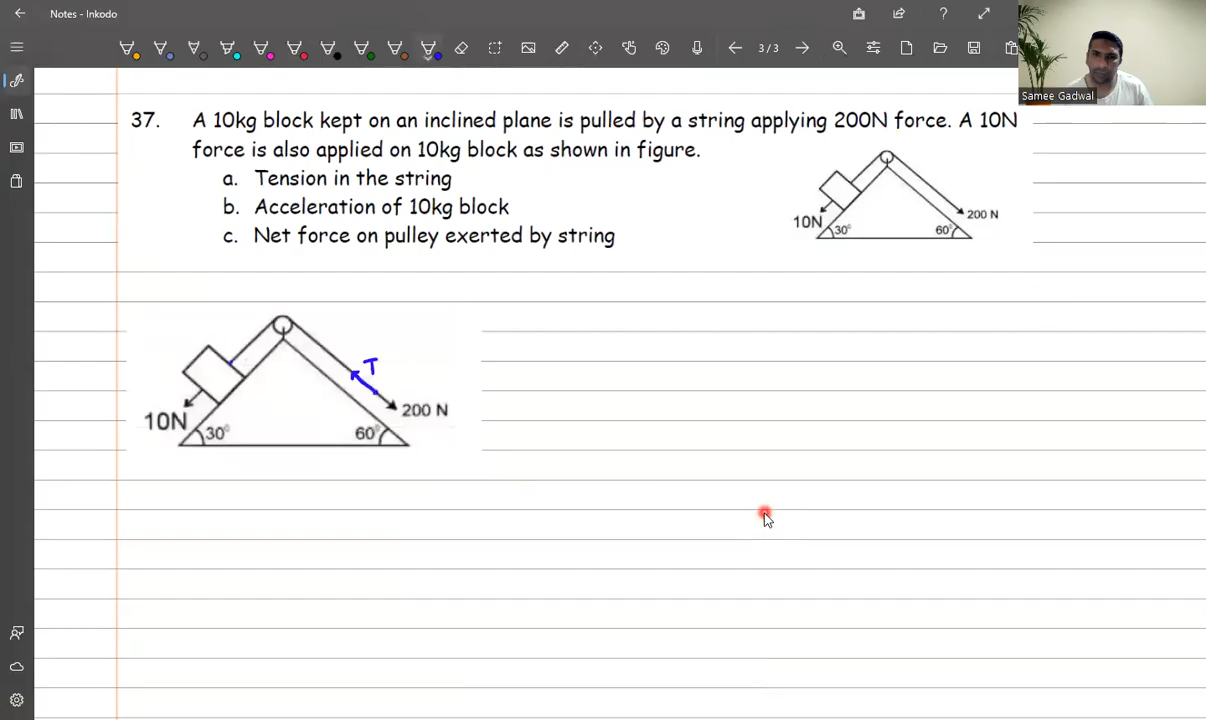 Notes - Inkodo
3/3
Samee Gadwal
37. A 10kg block kept on an inclined plane is pulled by a string applying 200N force. A 10N
force is also applied on 10kg block as shown in figure.
a. Tension in the string
b. Acceleration of 10kg block
c. Net force on pulley exerted by string
10N
30°
60°
200 N
T
10N
30°
60°
200 N